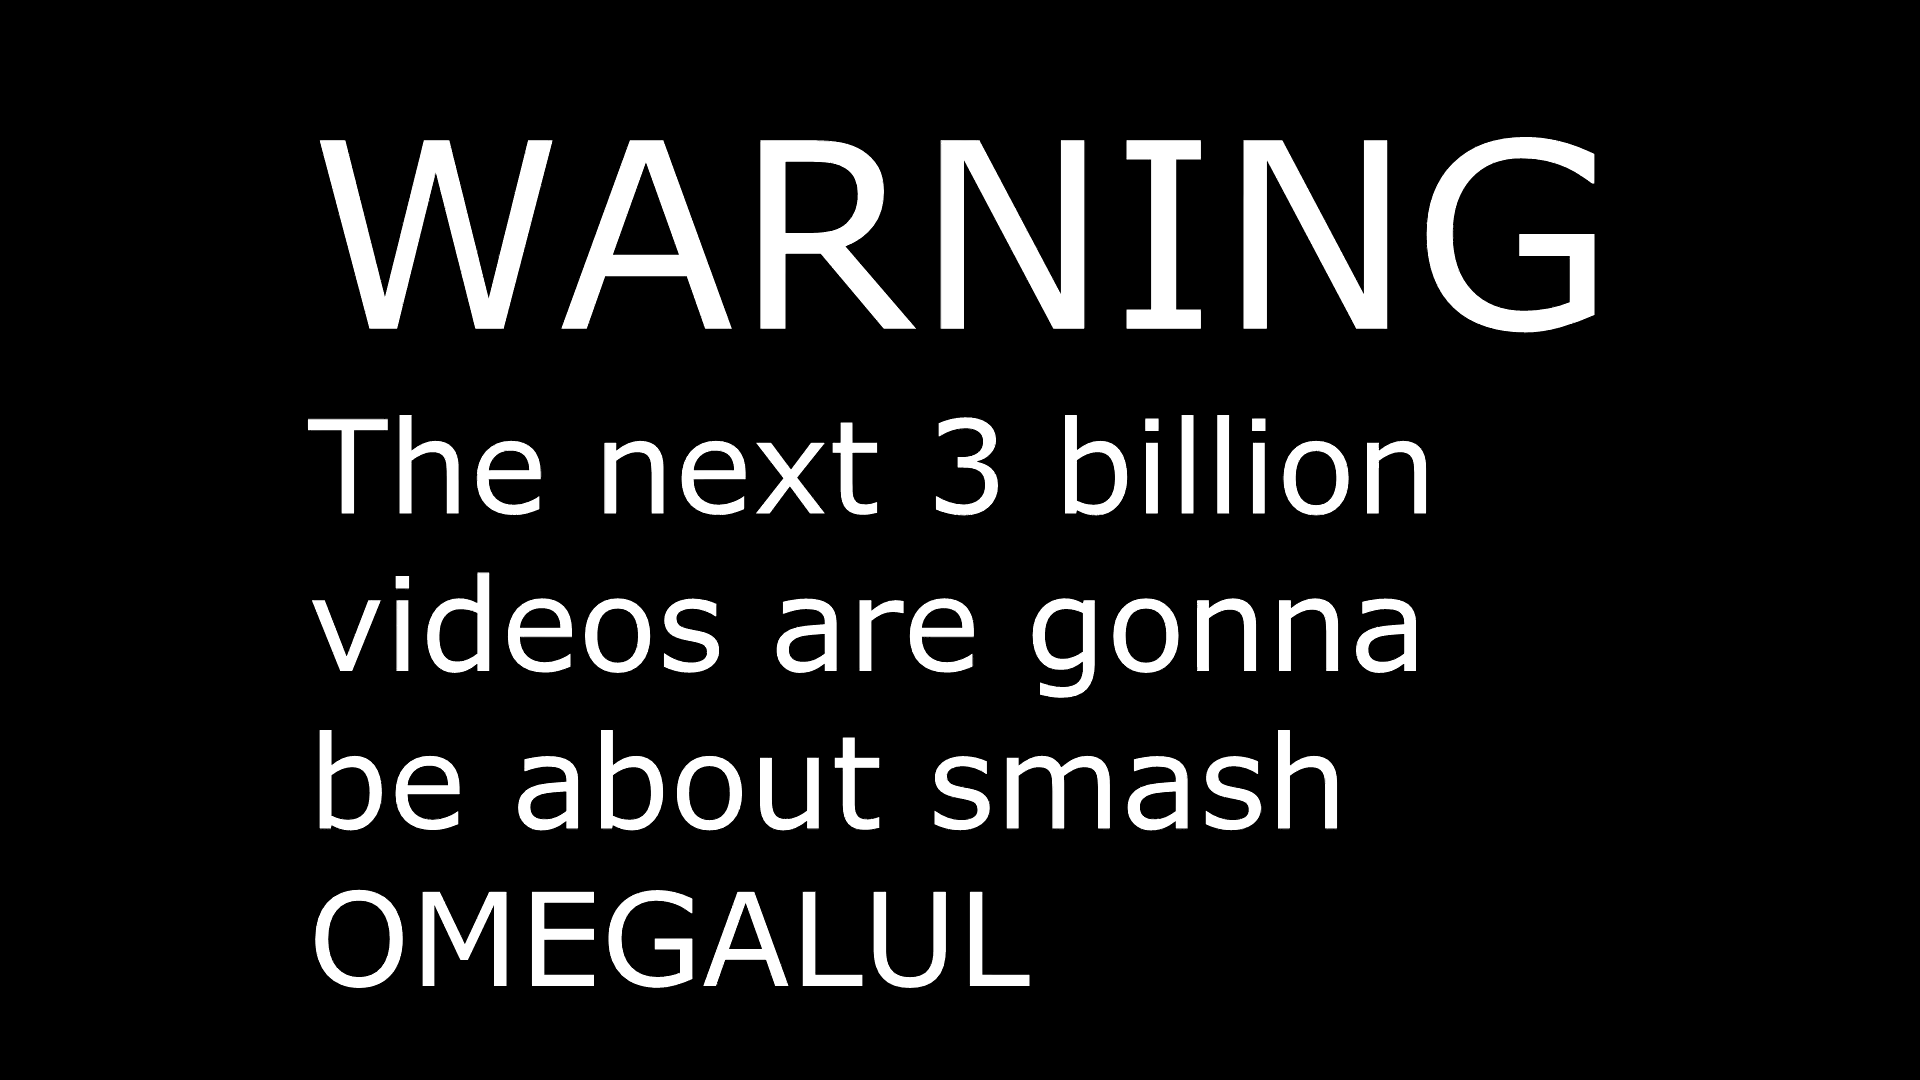 WARNING
The next 3 billion
videos are gonna
be about smash
OMEGALUL